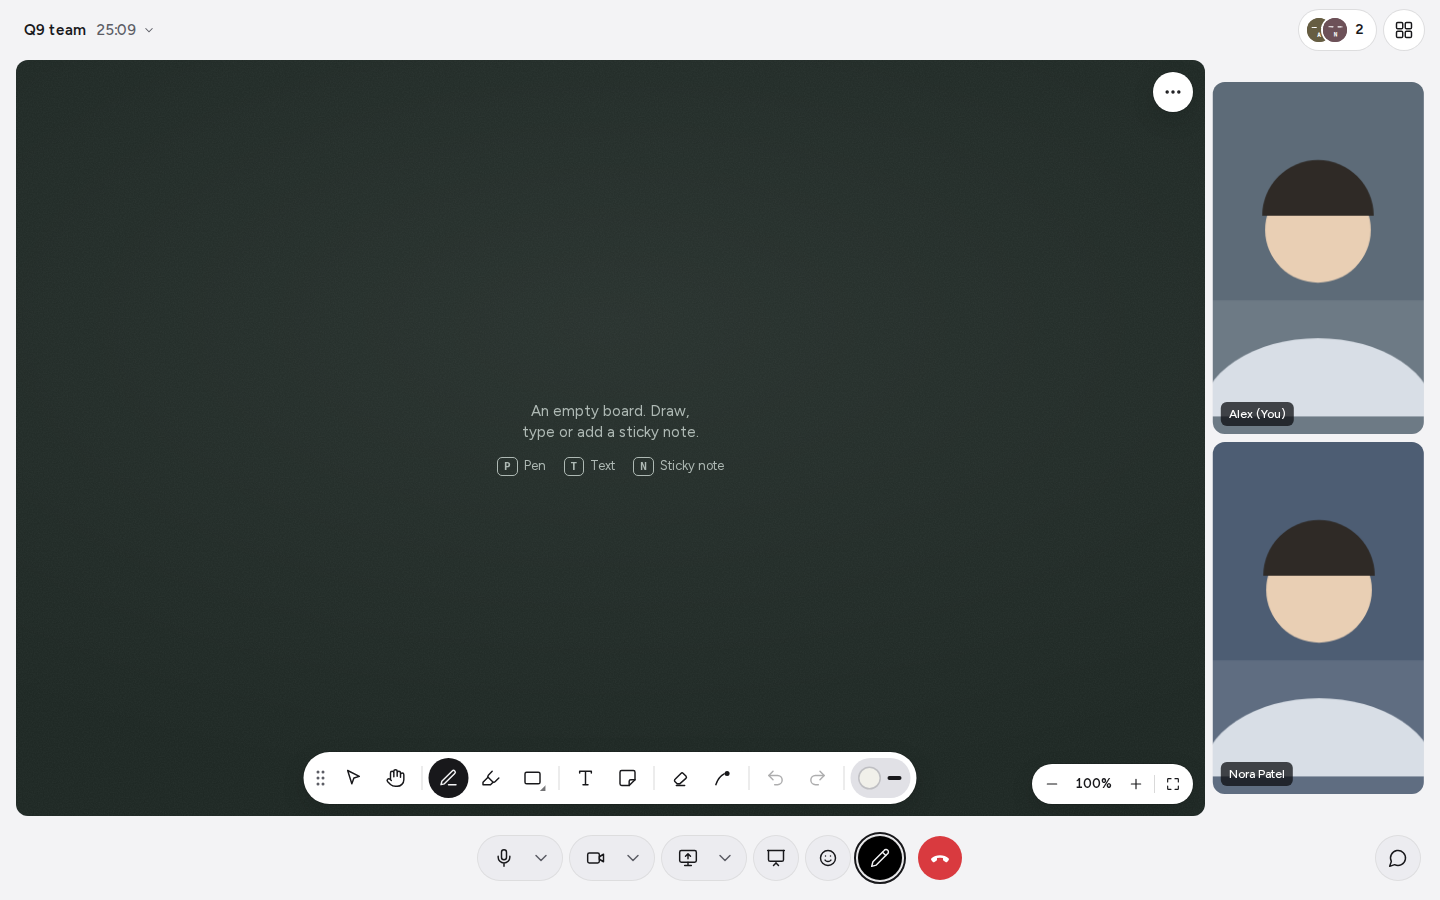 Q9 team 25:09
A N 2
An empty board. Draw,
type or add a sticky note.
P Pen T Text N Sticky note
Alex (You)
Nora Patel
100%